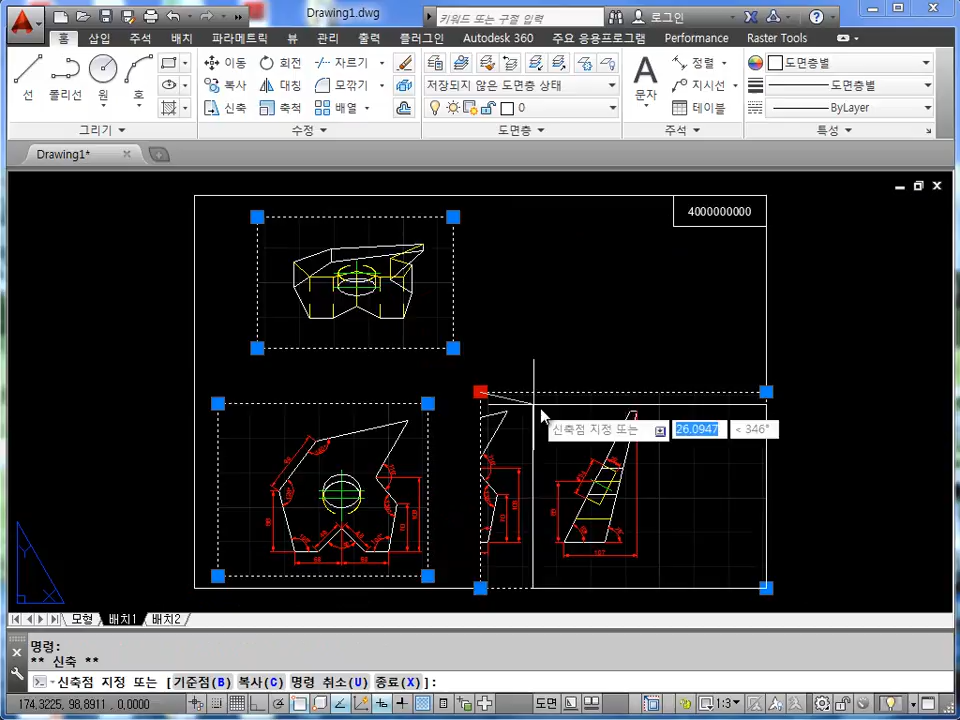 Drawing1.dwg
키워드 또는 구절 입력
로그인
홈 삽입 주석 배치 파라메트릭 뷰 관리 출력 플러그인 Autodesk 360 주요 응용프로그램 Performance Raster Tools
선 폴리선 원 호
이동 회전 자르기
복사 대칭 모깎기
신축 축척 배열
저장되지 않은 도면층 상태
0
문자
정렬
지시선
테이블
도면층별
도면층별
ByLayer
그리기 수정 도면층 주석 특성
Drawing1*
4000000000
신축점 지정 또는 26.0947 < 346°
187
Y
X
모형 배치1 배치2
명령:
** 신축 **
신축점 지정 또는 [기준점(B) 복사(C) 명령 취소(U) 종료(X)]:
174.3225, 98.8911, 0.0000
도면
1:3